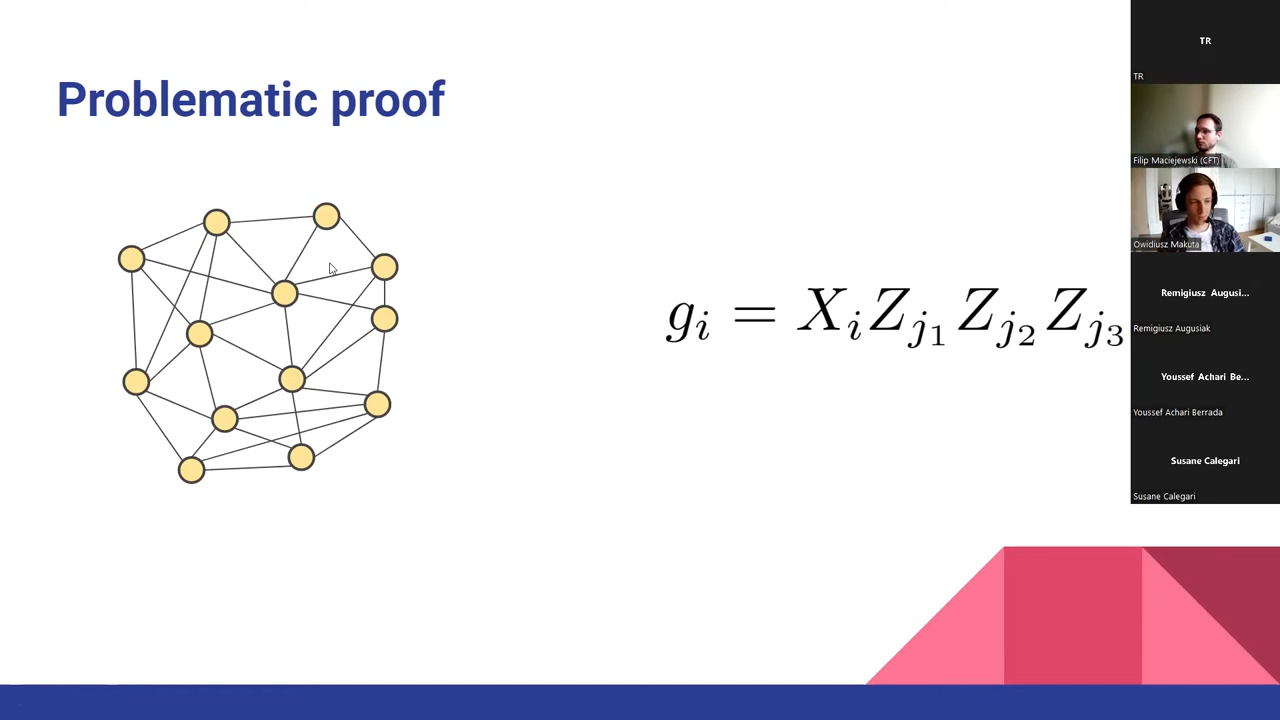 Problematic proof
g_i = X_i Z_{j_1} Z_{j_2} Z_{j_3}
TR
TR
Filip Maciejewski (CFT)
Owidiusz Makuta
Remigiusz Augusi...
Remigiusz Augusiak
Youssef Achari Be...
Youssef Achari Berrada
Susane Calegari
Susane Calegari